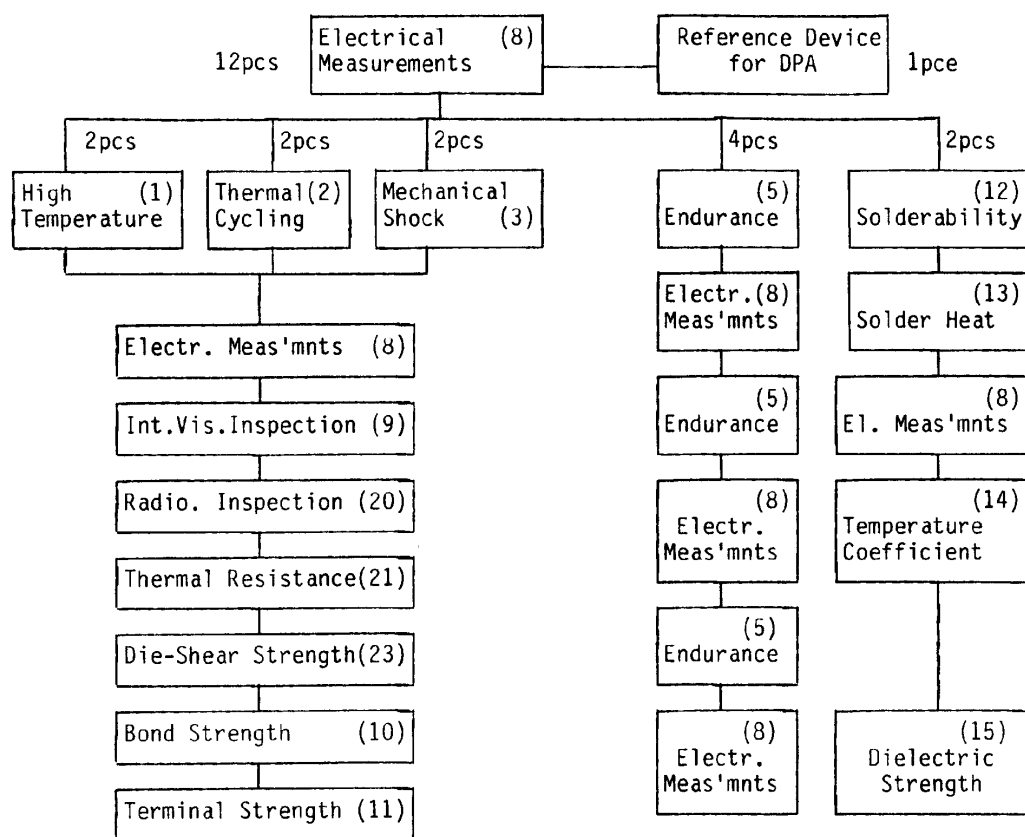 Electrical (8)
Measurements
12pcs
Reference Device
for DPA
1pce
2pcs
2pcs
2pcs
4pcs
2pcs
High (1)
Temperature
Thermal(2)
Cycling
Mechanical
Shock (3)
(5)
Endurance
(12)
Solderability
Electr.(8)
Meas'mnts
(13)
Solder Heat
Electr. Meas'mnts (8)
(5)
Endurance
(8)
El. Meas'mnts
Int.Vis.Inspection (9)
Radio. Inspection (20)
(8)
Electr.
Meas'mnts
(14)
Temperature
Coefficient
Thermal Resistance(21)
Die-Shear Strength(23)
(5)
Endurance
Bond Strength (10)
(8)
Electr.
Meas'mnts
(15)
Dielectric
Strength
Terminal Strength (11)